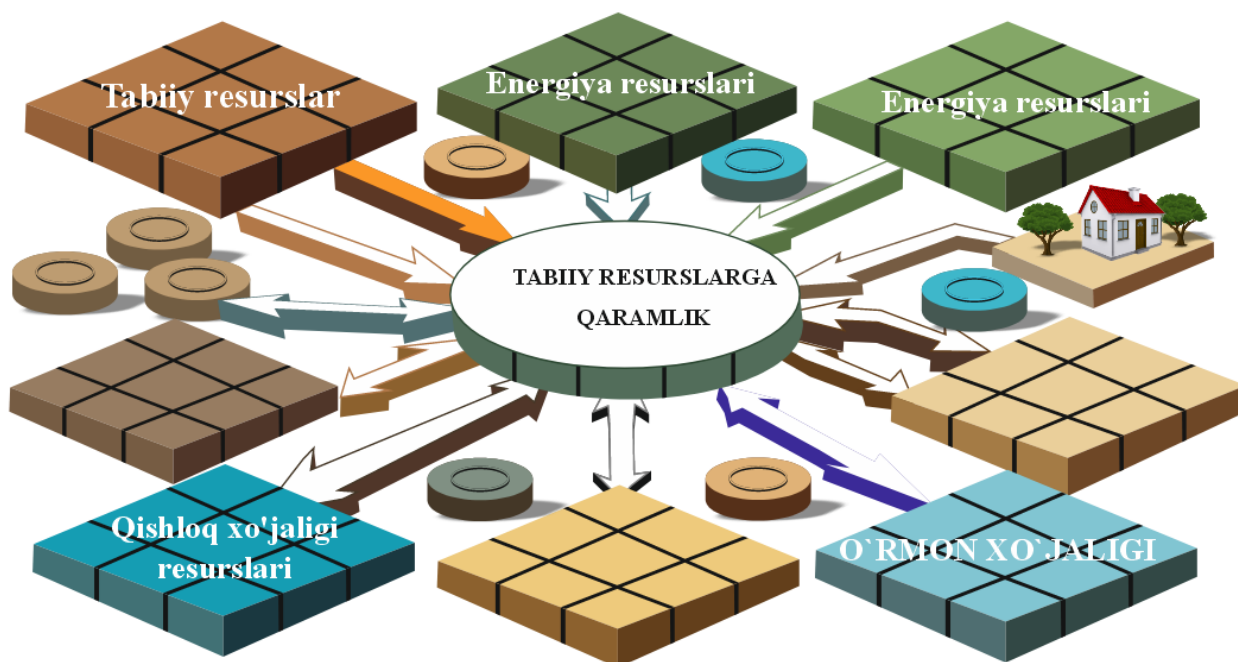 Tabiiy resurslar
Energiya resurslari
Energiya resurslari
TABIIY RESURSLARGA
QARAMLIK
Qishloq xo'jaligi
resurslari
O`RMON XO`JALIGI